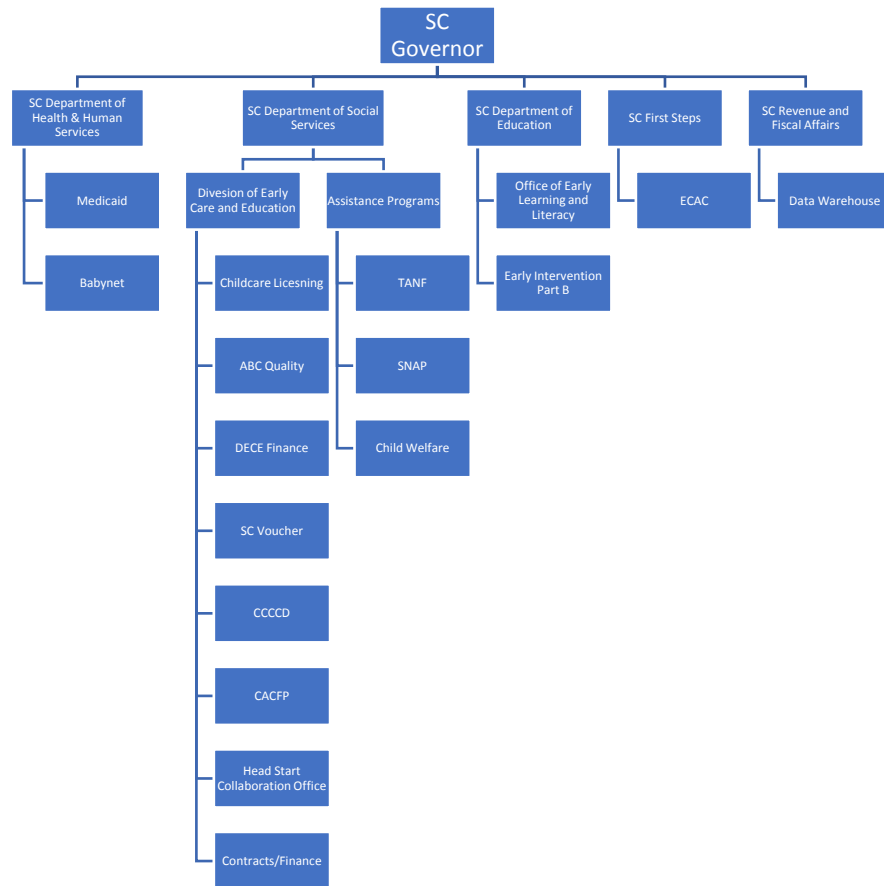 SC
Governor
SC Department of
Health & Human
Services
SC Department of Social
Services
SC Department of
Education
SC First Steps
SC Revenue and
Fiscal Affairs
Medicaid
Babynet
Divesion of Early
Care and Education
Assistance Programs
Childcare Licesning
ABC Quality
DECE Finance
SC Voucher
CCCCD
CACFP
Head Start
Collaboration Office
Contracts/Finance
TANF
SNAP
Child Welfare
Office of Early
Learning and
Literacy
Early Intervention
Part B
ECAC
Data Warehouse